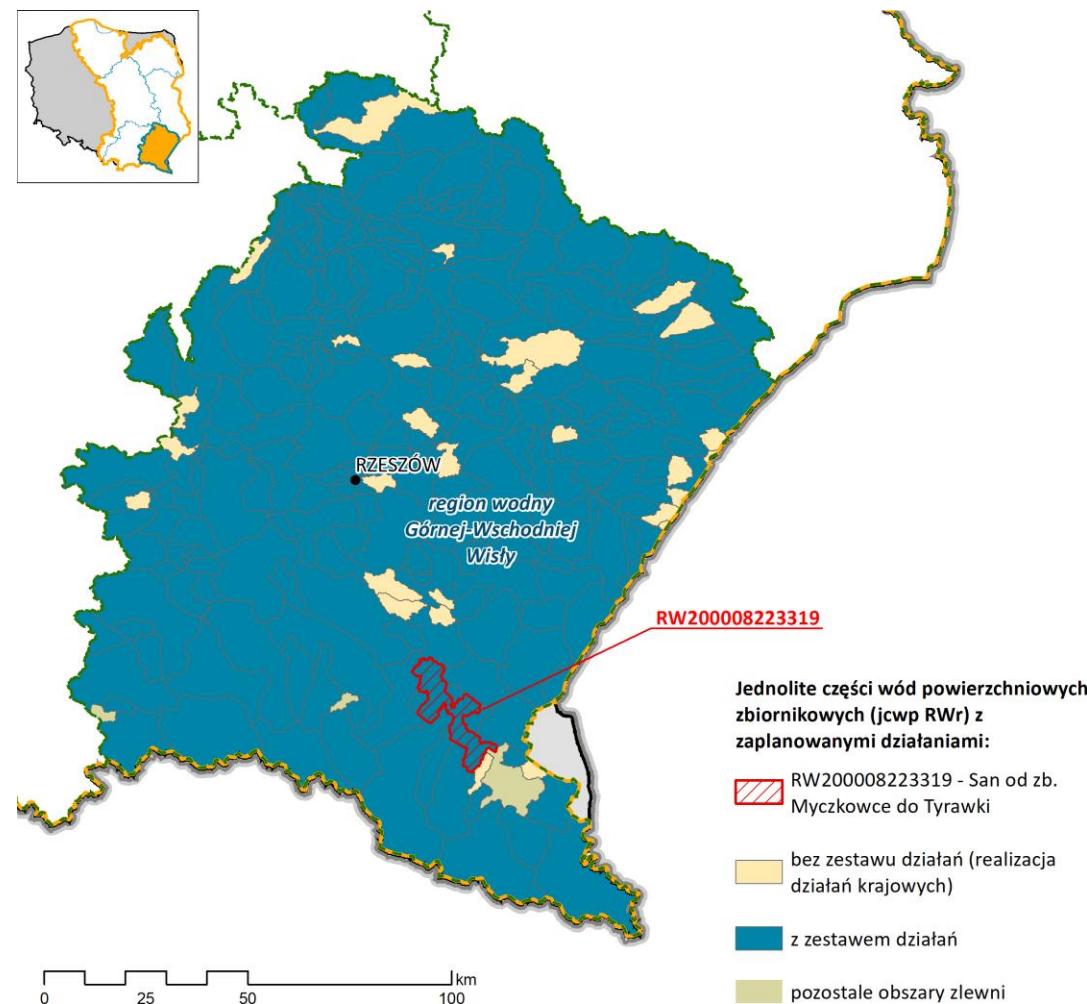 RZESZÓW
region wodny
Górnej-Wschodniej
Wisły
RW200008223319
Jednolite części wód powierzchniowych
zbiornikowych (jcwp RWr) z
zaplanowanymi działaniami:
RW200008223319 - San od zb.
Myczkowce do Tyrawki
bez zestawu działań (realizacja
działań krajowych)
z zestawem działań
pozostałe obszary zlewni
km
0 25 50 100